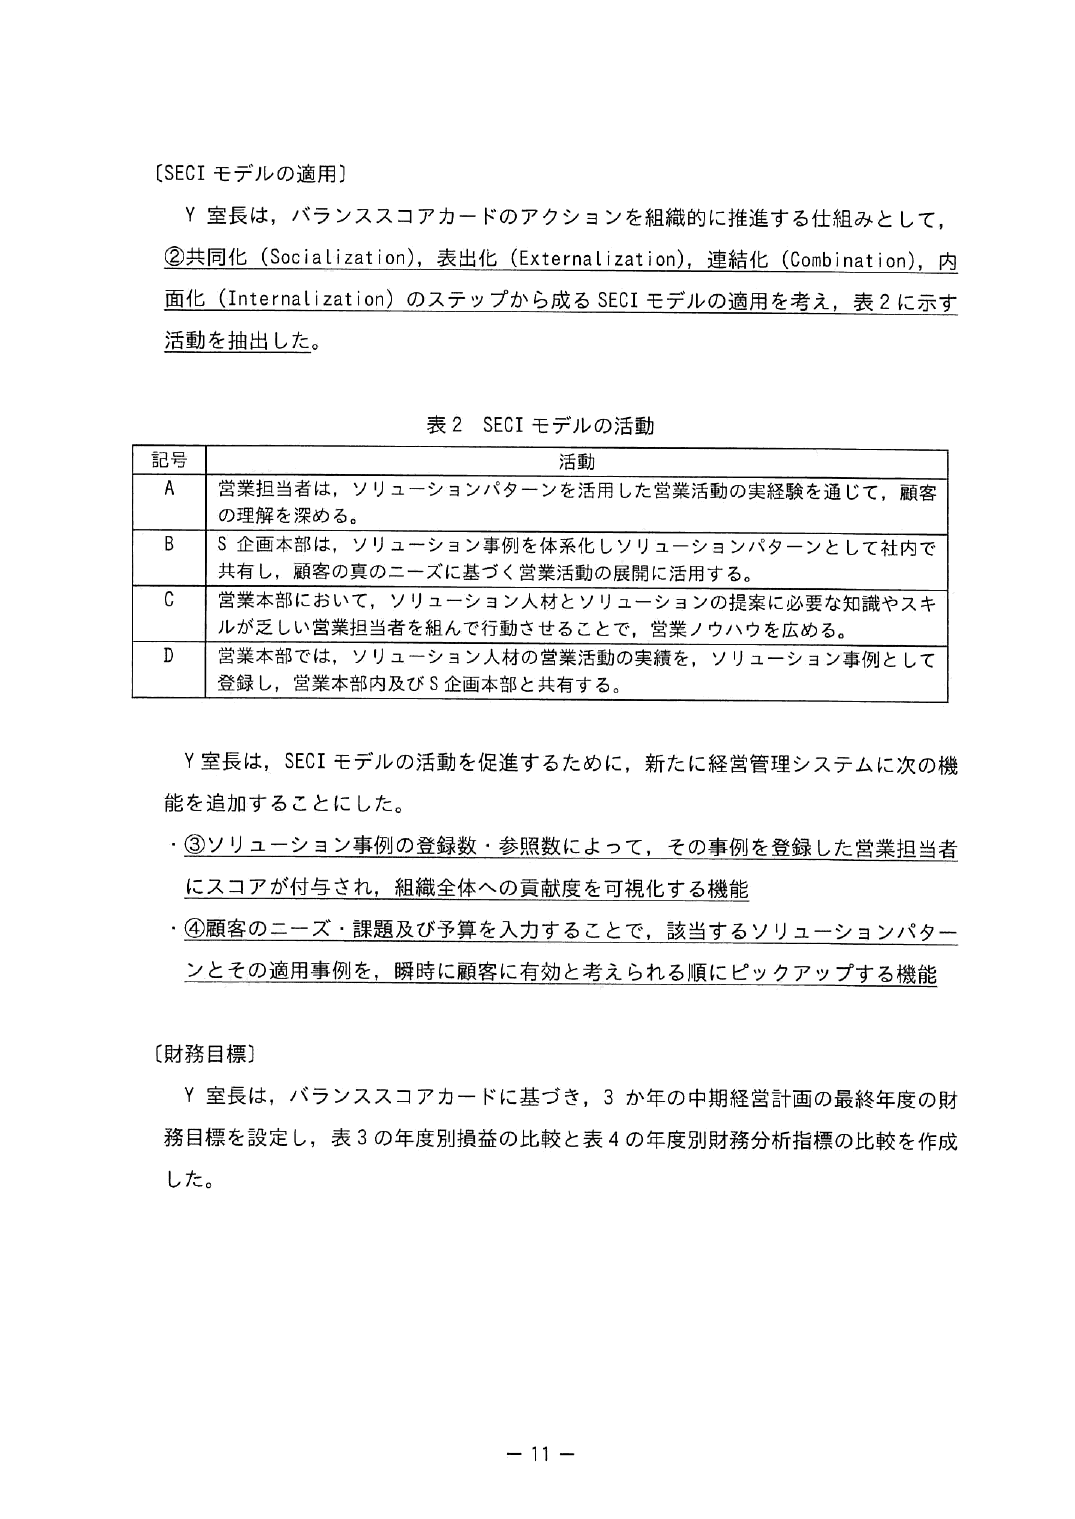 〔SECI モデルの適用〕
Y 室長は，バランススコアカードのアクションを組織的に推進する仕組みとして，
②共同化（Socialization），表出化（Externalization），連結化（Combination），内
面化（Internalization）のステップから成る SECI モデルの適用を考え，表 2 に示す
活動を抽出した。
表 2 SECI モデルの活動
記号 活動
A 営業担当者は，ソリューションパターンを活用した営業活動の実経験を通じて，顧客
の理解を深める。
B S 企画本部は，ソリューション事例を体系化しソリューションパターンとして社内で
共有し，顧客の真のニーズに基づく営業活動の展開に活用する。
C 営業本部において，ソリューション人材とソリューションの提案に必要な知識やスキ
ルが乏しい営業担当者を組んで行動させることで，営業ノウハウを広める。
D 営業本部では，ソリューション人材の営業活動の実績を，ソリューション事例として
登録し，営業本部内及び S 企画本部と共有する。
Y 室長は，SECI モデルの活動を促進するために，新たに経営管理システムに次の機
能を追加することにした。
・③ソリューション事例の登録数・参照数によって，その事例を登録した営業担当者
にスコアが付与され，組織全体への貢献度を可視化する機能
・④顧客のニーズ・課題及び予算を入力することで，該当するソリューションパター
ンとその適用事例を，瞬時に顧客に有効と考えられる順にピックアップする機能
〔財務目標〕
Y 室長は，バランススコアカードに基づき，3 か年の中期経営計画の最終年度の財
務目標を設定し，表 3 の年度別損益の比較と表 4 の年度別財務分析指標の比較を作成
した。
－ 11 －